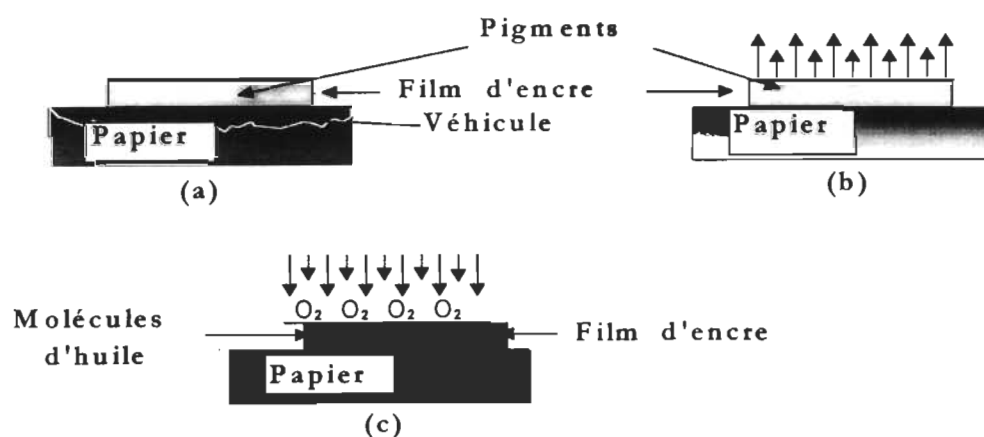 Pigments
Film d'encre
Véhicule
Papier
(a)
Papier
(b)
O₂ O₂ O₂ O₂
Molécules
d'huile
Film d'encre
Papier
(c)